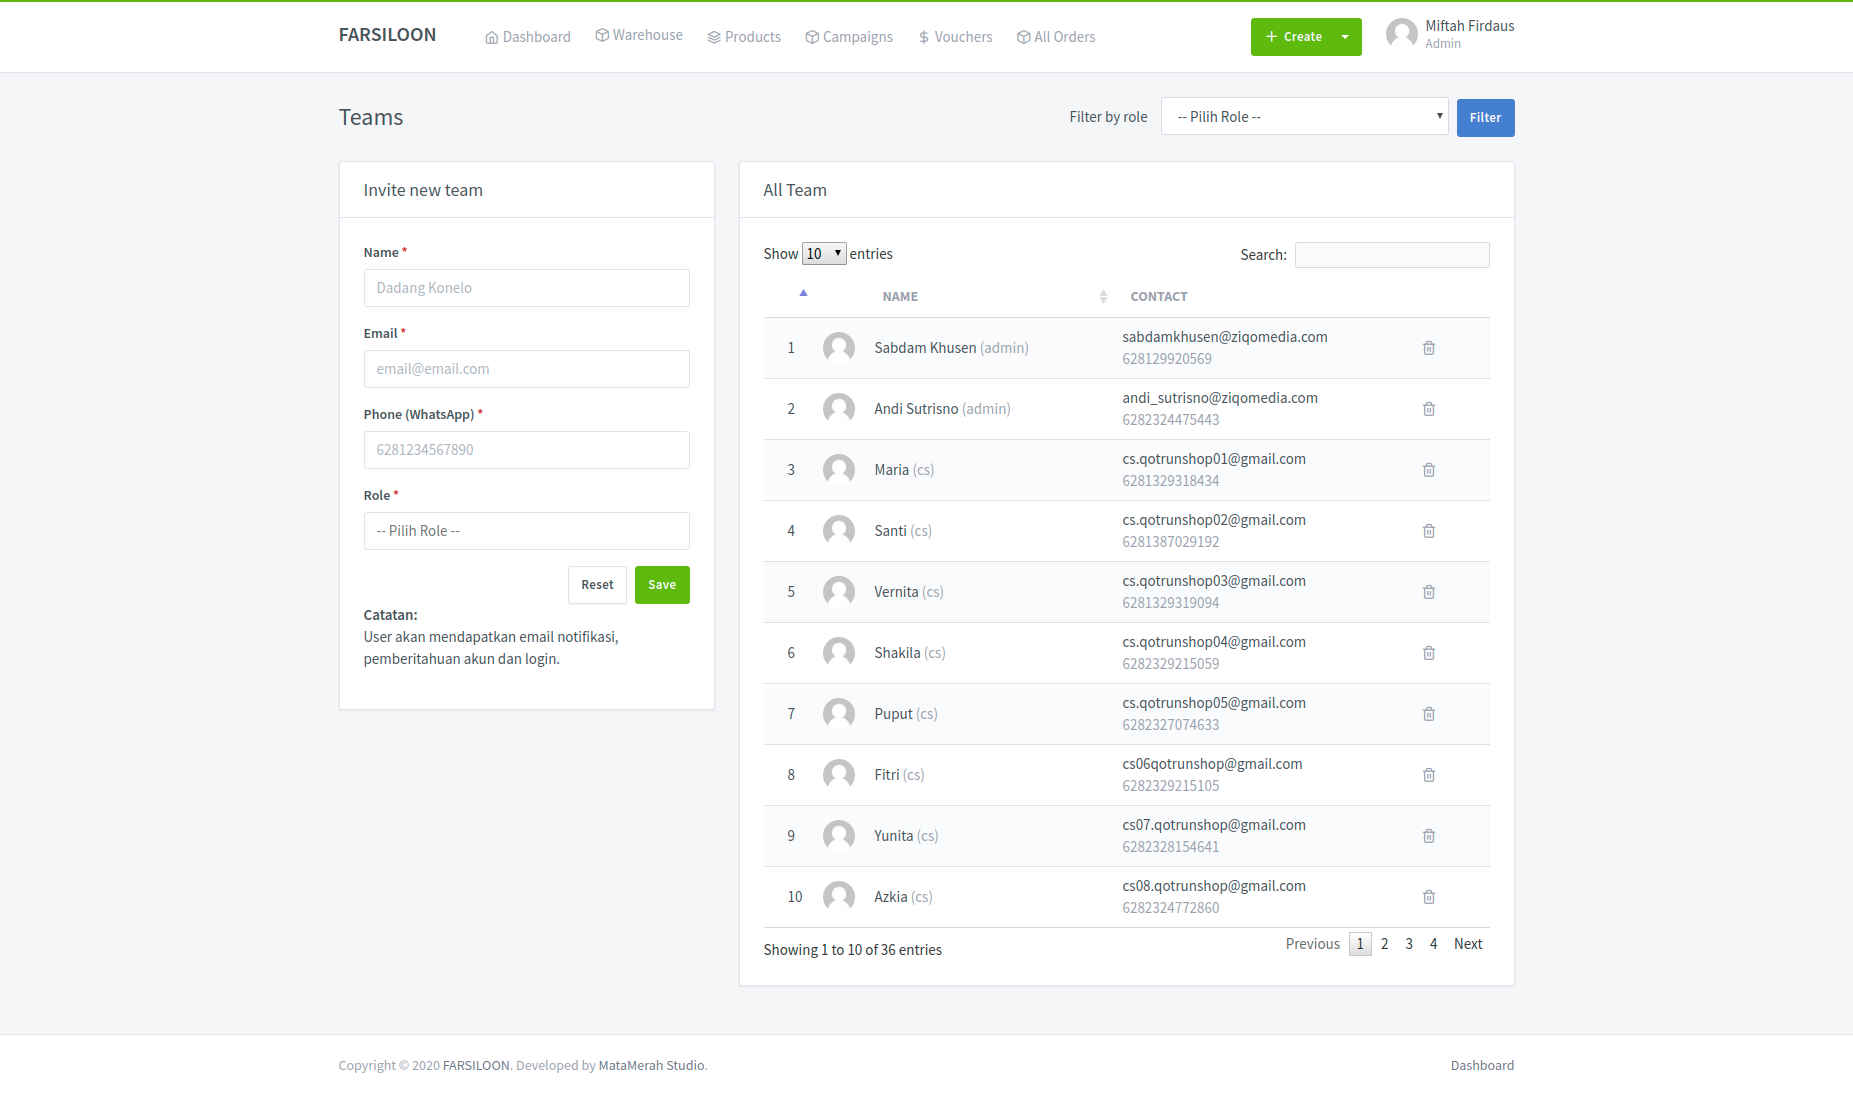 FARSILOON
Dashboard
Warehouse
Products
Campaigns
Vouchers
All Orders
+ Create
Miftah Firdaus
Admin
Teams
Filter by role
-- Pilih Role --
Filter
Invite new team
Name *
Dadang Konelo
Email *
email@email.com
Phone (WhatsApp) *
6281234567890
Role *
-- Pilih Role --
Reset
Save
Catatan:
User akan mendapatkan email notifikasi,
pemberitahuan akun dan login.
All Team
Show 10 entries
Search:
NAME
CONTACT
1
Sabdam Khusen (admin)
sabdamkhusen@ziqomedia.com
628129920569
2
Andi Sutrisno (admin)
andi_sutrisno@ziqomedia.com
6282324475443
3
Maria (cs)
cs.qotrunshop01@gmail.com
6281329318434
4
Santi (cs)
cs.qotrunshop02@gmail.com
6281387029192
5
Vernita (cs)
cs.qotrunshop03@gmail.com
6281329319094
6
Shakila (cs)
cs.qotrunshop04@gmail.com
6282329215059
7
Puput (cs)
cs.qotrunshop05@gmail.com
6282327074633
8
Fitri (cs)
cs06qotrunshop@gmail.com
6282329215105
9
Yunita (cs)
cs07.qotrunshop@gmail.com
6282328154641
10
Azkia (cs)
cs08.qotrunshop@gmail.com
6282324772860
Showing 1 to 10 of 36 entries
Previous 1 2 3 4 Next
Copyright © 2020 FARSILOON. Developed by MataMerah Studio.
Dashboard